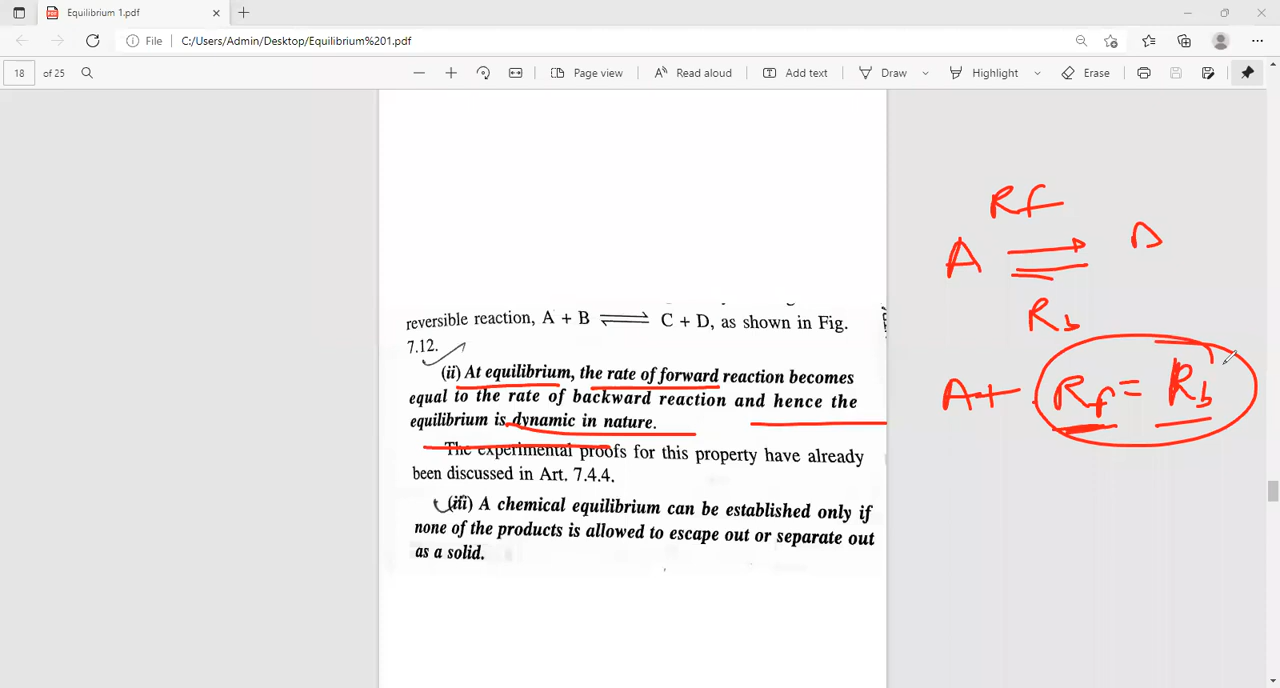 Equilibrium 1.pdf
File
C:/Users/Admin/Desktop/Equilibrium%201.pdf
18 of 25
Page view
Read aloud
Add text
Draw
Highlight
Erase
reversible reaction, A + B ⇌ C + D, as shown in Fig.
7.12.
(ii) At equilibrium, the rate of forward reaction becomes
equal to the rate of backward reaction and hence the
equilibrium is dynamic in nature.
The experimental proofs for this property have already
been discussed in Art. 7.4.4.
(iii) A chemical equilibrium can be established only if
none of the products is allowed to escape out or separate out
as a solid.
Rf
A ⇌
Rb
At Rf = Rb